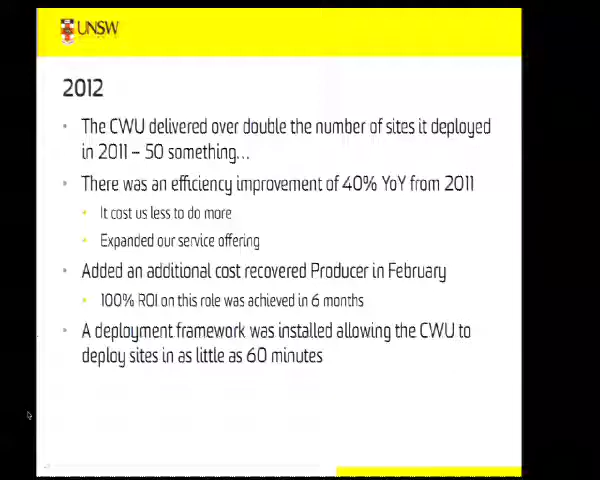 UNSW
2012
• The CWU delivered over double the number of sites it deployed
in 2011 – 50 something...
• There was an efficiency improvement of 40% YoY from 2011
• It cost us less to do more
• Expanded our service offering
• Added an additional cost recovered Producer in February
• 100% ROI on this role was achieved in 6 months
• A deployment framework was installed allowing the CWU to
deploy sites in as little as 60 minutes